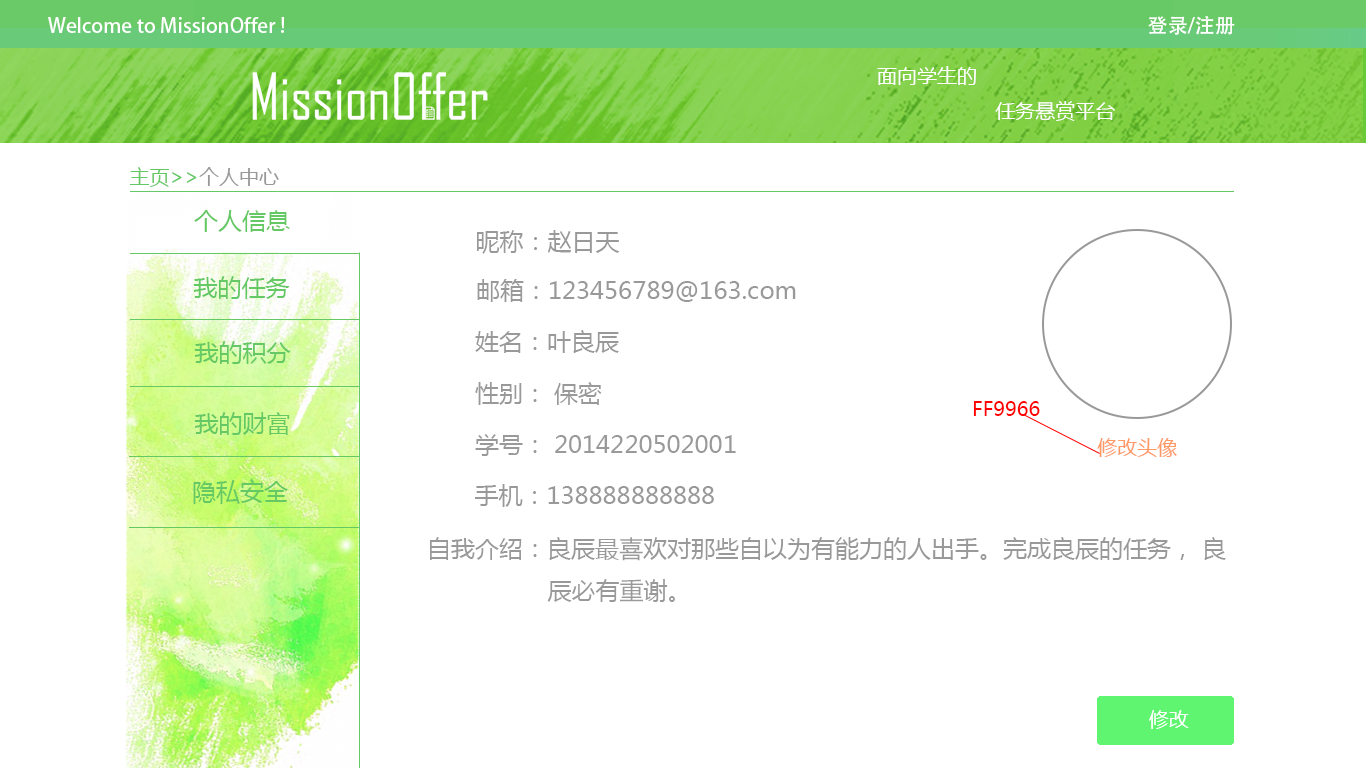 Welcome to MissionOffer !
登录/注册
MissionOffer
面向学生的
任务悬赏平台
主页>>个人中心
个人信息
我的任务
我的积分
我的财富
隐私安全
昵称：赵日天
邮箱：123456789@163.com
姓名：叶良辰
性别： 保密
学号： 2014220502001
手机：138888888888
自我介绍：良辰最喜欢对那些自以为有能力的人出手。完成良辰的任务， 良
辰必有重谢。
FF9966
修改头像
修改